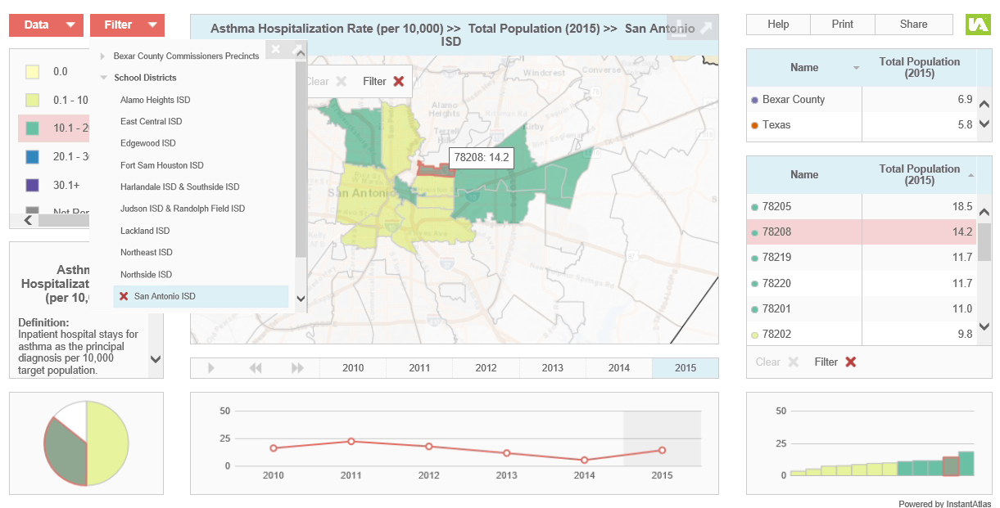 Data
Filter
Asthma Hospitalization Rate (per 10,000) >> Total Population (2015) >> San Antonio
ISD
Help
Print
Share
Bexar County Commissioners Precincts
School Districts
Alamo Heights ISD
East Central ISD
Edgewood ISD
Fort Sam Houston ISD
Harlandale ISD & Southside ISD
Judson ISD & Randolph Field ISD
Lackland ISD
Northeast ISD
Northside ISD
San Antonio ISD
0.0
0.1 - 10
10.1 - 2
20.1 - 3
30.1+
Not Rep
Asthm
Hospitalizat
(per 10,
Definition:
Inpatient hospital stays for
asthma as the principal
diagnosis per 10,000
target population.
Clear
Filter
Windcrest
Converse
Alamo
Heights
Terrell
Hills
Kirby
San Antonio
78208: 14.2
Name
Total Population
(2015)
Bexar County 6.9
Texas 5.8
Name
Total Population
(2015)
78205 18.5
78208 14.2
78219 11.7
78220 11.7
78201 11.0
78202 9.8
Clear
Filter
2010 2011 2012 2013 2014 2015
50
25
0
2010 2011 2012 2013 2014 2015
50
25
0
Powered by InstantAtlas